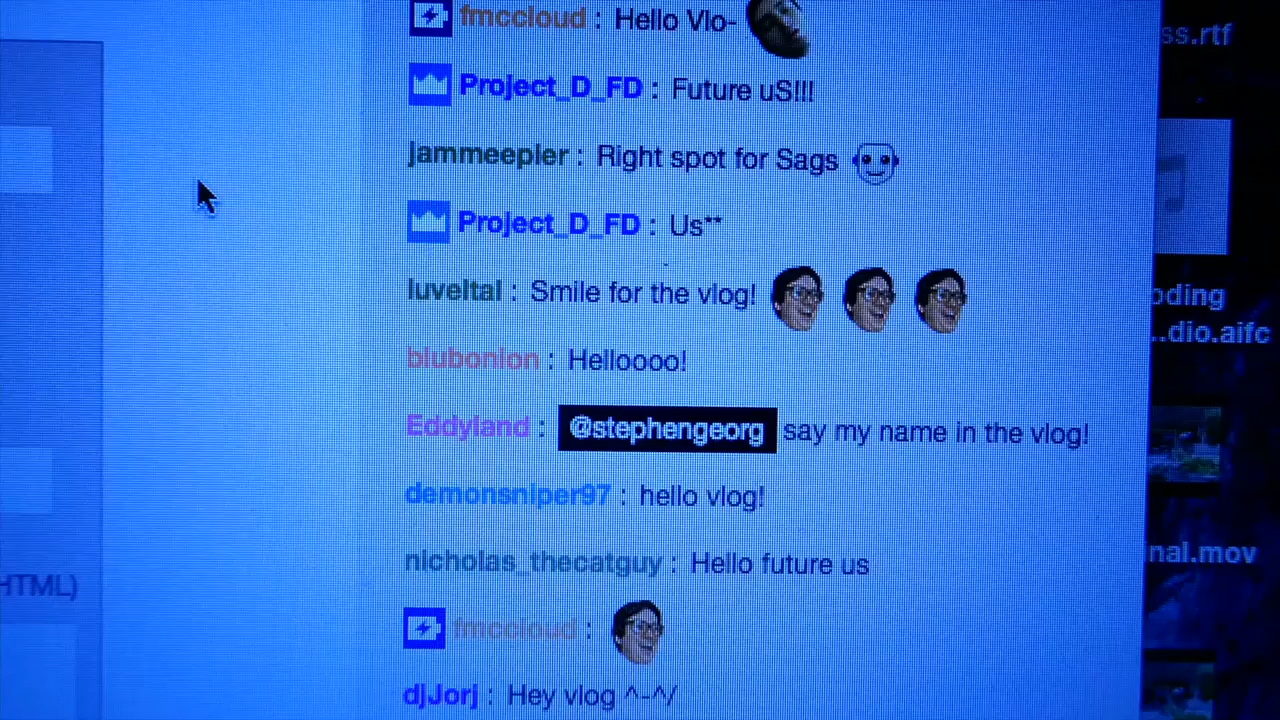 fmccloud : Hello Vlo-
ss.rtf
Project_D_FD : Future uS!!!
jammeepler : Right spot for Sags
Project_D_FD : Us**
luveltal : Smile for the vlog!
oding
..dio.aifc
blubonion : Helloooo!
Eddyland : @stephengeorg say my name in the vlog!
demonsniper97 : hello vlog!
nicholas_thecatguy : Hello future us
nal.mov
HTML)
fmccloud :
djJorj : Hey vlog ^-^/